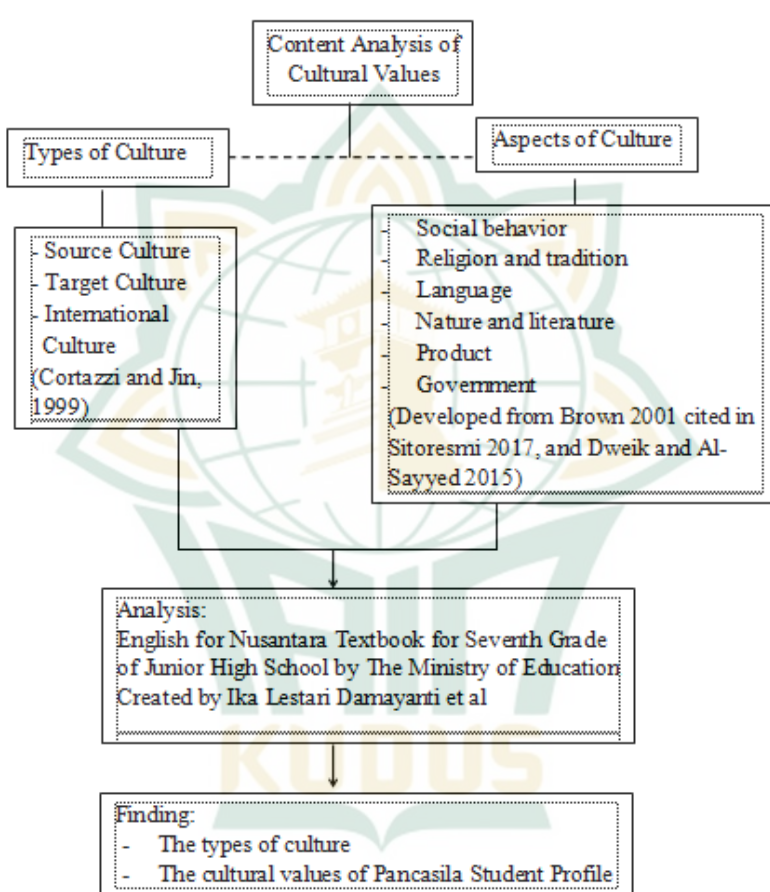 Content Analysis of
Cultural Values
Types of Culture
Aspects of Culture
- Source Culture
- Target Culture
- International
Culture
(Cortazzi and Jin,
1999)
- Social behavior
- Religion and tradition
- Language
- Nature and literature
- Product
- Government
(Developed from Brown 2001 cited in
Sitoresmi 2017, and Dweik and Al-
Sayyed 2015)
Analysis:
English for Nusantara Textbook for Seventh Grade
of Junior High School by The Ministry of Education
Created by Ika Lestari Damayanti et al
Finding:
- The types of culture
- The cultural values of Pancasila Student Profile
IAIN
KUDUS